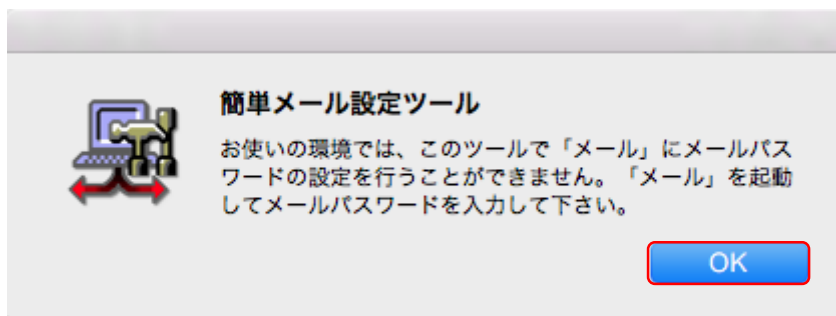 簡単メール設定ツール
お使いの環境では、このツールで「メール」にメールパス
ワードの設定を行うことができません。「メール」を起動
してメールパスワードを入力して下さい。
OK